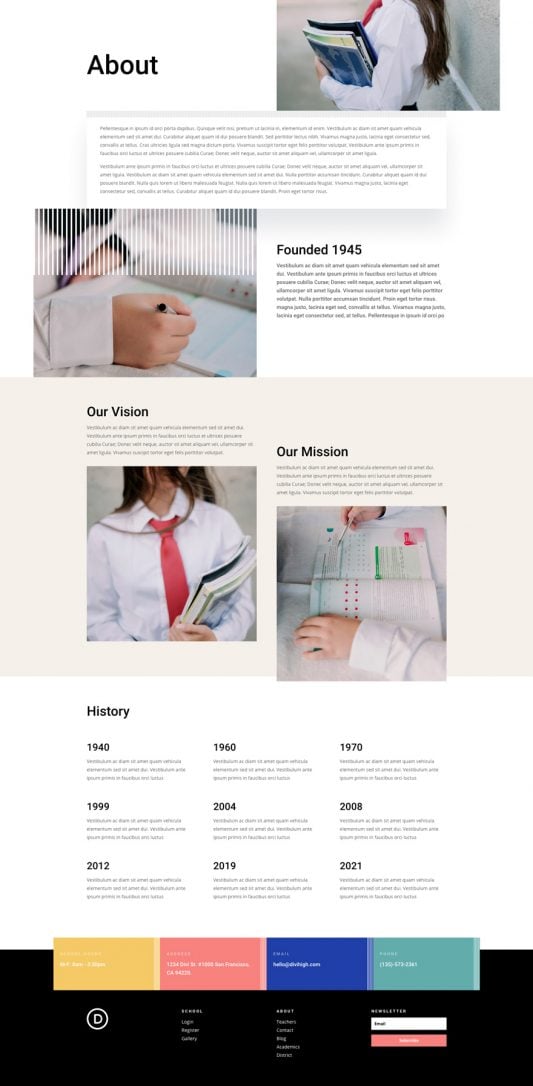 About
Pellentesque in ipsum id orci porta dapibus. Quisque velit nisi, pretium ut lacinia in, elementum id enim. Vestibulum ac diam sit amet quam vehicula
elementum sed sit amet dui. Curabitur aliquet quam id dui posuere blandit. Sed porttitor lectus nibh. Vivamus magna justo, lacinia eget consectetur sed,
convallis at tellus. Cras ultricies ligula sed magna dictum porta. Vivamus suscipit tortor eget felis porttitor volutpat. Vestibulum ante ipsum primis in
faucibus orci luctus et ultrices posuere cubilia Curae; Donec velit neque, auctor sit amet aliquam vel, ullamcorper sit amet ligula.
Vestibulum ante ipsum primis in faucibus orci luctus et ultrices posuere cubilia Curae; Donec velit neque, auctor sit amet aliquam vel, ullamcorper sit
amet ligula. Vestibulum ac diam sit amet quam vehicula elementum sed sit amet dui. Nulla porttitor accumsan tincidunt. Curabitur aliquet quam id dui
posuere blandit. Nulla quis lorem ut libero malesuada feugiat. Nulla quis lorem ut libero malesuada feugiat. Vivamus magna justo, lacinia eget
consectetur sed, convallis at tellus. Curabitur aliquet quam id dui posuere blandit. Proin eget tortor risus.
Founded 1945
Vestibulum ac diam sit amet quam vehicula elementum sed sit amet
dui. Vestibulum ante ipsum primis in faucibus orci luctus et ultrices
posuere cubilia Curae; Donec velit neque, auctor sit amet aliquam vel,
ullamcorper sit amet ligula. Vivamus suscipit tortor eget felis porttitor
volutpat. Nulla porttitor accumsan tincidunt. Proin eget tortor risus.
magna justo, lacinia eget sed, convallis at tellus. Vivamus magna justo,
lacinia eget consectetur sed, at tellus. Pellentesque in ipsum id orci po
Our Vision
Vestibulum ac diam sit amet quam vehicula elementum sed sit amet dui.
Vestibulum ante ipsum primis in faucibus orci luctus et ultrices posuere
cubilia Curae; Donec velit neque, auctor sit amet aliquam vel, ullamcorper sit
amet ligula. Vivamus suscipit tortor eget felis porttitor volutpat.
Our Mission
Vestibulum ac diam sit amet quam vehicula elementum sed sit amet dui.
Vestibulum ante ipsum primis in faucibus orci luctus et ultrices posuere
cubilia Curae; Donec velit neque, auctor sit amet aliquam vel, ullamcorper sit
amet ligula. Vivamus suscipit tortor eget felis porttitor volutpat.
History
1940
Vestibulum ac diam sit amet quam vehicula
elementum sed sit amet dui. Vestibulum ante
ipsum primis in faucibus orci luctus
1960
Vestibulum ac diam sit amet quam vehicula
elementum sed sit amet dui. Vestibulum ante
ipsum primis in faucibus orci luctus
1970
Vestibulum ac diam sit amet quam vehicula
elementum sed sit amet dui. Vestibulum ante
ipsum primis in faucibus orci luctus
1999
Vestibulum ac diam sit amet quam vehicula
elementum sed sit amet dui. Vestibulum ante
ipsum primis in faucibus orci luctus
2004
Vestibulum ac diam sit amet quam vehicula
elementum sed sit amet dui. Vestibulum ante
ipsum primis in faucibus orci luctus
2008
Vestibulum ac diam sit amet quam vehicula
elementum sed sit amet dui. Vestibulum ante
ipsum primis in faucibus orci luctus
2012
Vestibulum ac diam sit amet quam vehicula
elementum sed sit amet dui. Vestibulum ante
ipsum primis in faucibus orci luctus
2019
Vestibulum ac diam sit amet quam vehicula
elementum sed sit amet dui. Vestibulum ante
ipsum primis in faucibus orci luctus
2021
Vestibulum ac diam sit amet quam vehicula
elementum sed sit amet dui. Vestibulum ante
ipsum primis in faucibus orci luctus
SCHOOL HOURS
M-F: 8am - 3:30pm
ADDRESS
1234 Divi St. #1000 San Francisco,
CA 94220.
EMAIL
hello@divihigh.com
PHONE
(135)-573-2361
D
SCHOOL
Login
Register
Gallery
ABOUT
Teachers
Contact
Blog
Academics
District
NEWSLETTER
Email
Subscribe